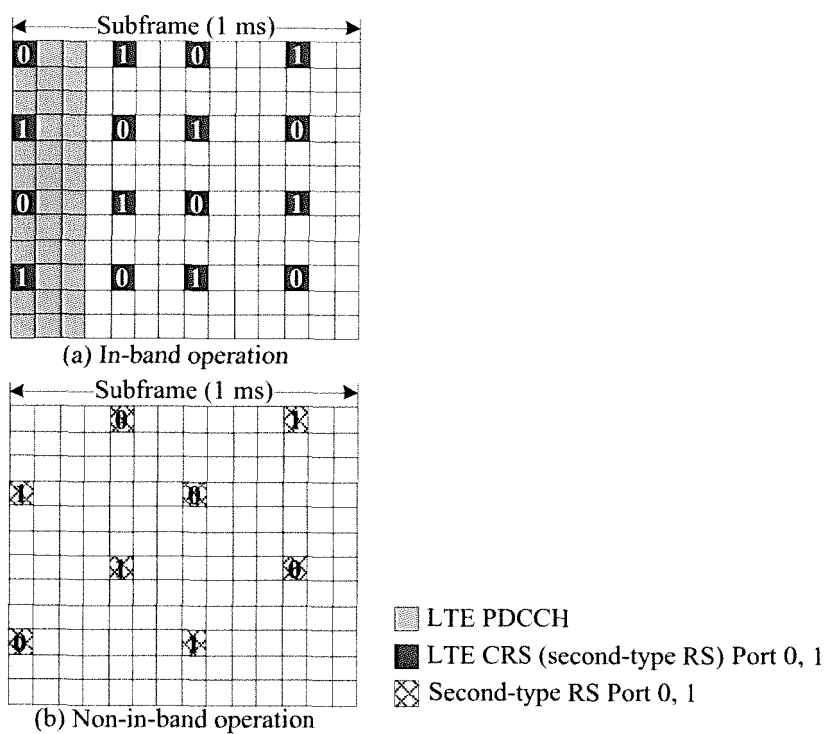 Subframe (1 ms)
0 1 0 1
1 0 1 0
0 1 0 1
1 0 1 0
(a) In-band operation
Subframe (1 ms)
0 1
1 0
1 0
0 1
(b) Non-in-band operation
LTE PDCCH
LTE CRS (second-type RS) Port 0, 1
Second-type RS Port 0, 1